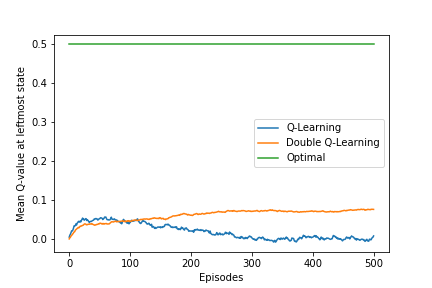 0.5
0.4
0.3
0.2
0.1
0.0
Mean Q-value at leftmost state
Q-Learning
Double Q-Learning
Optimal
0
100
200
300
400
500
Episodes